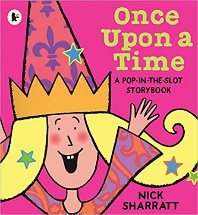 Once
Upon a
Time
A POP-IN-THE-SLOT
STORYBOOK
NICK
SHARRATT